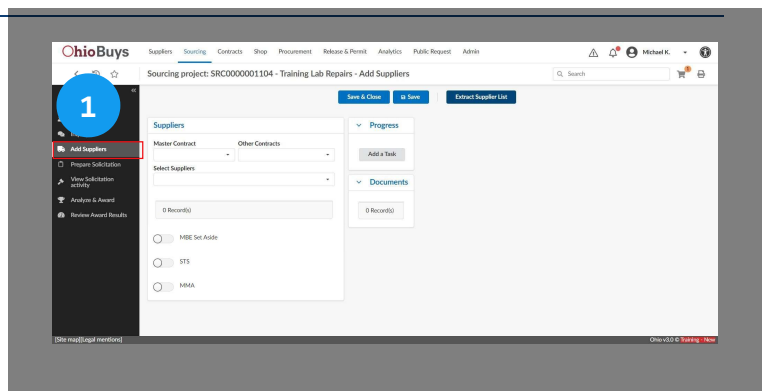 OhioBuys Suppliers Sourcing Contracts Shop Procurement Release & Permit Analytics Public Request Admin Michael K.
Sourcing project: SRC0000001104 - Training Lab Repairs - Add Suppliers Search 5
1
Save & Close Save Extract Supplier List
Suppliers
Master Contract Other Contracts
Select Suppliers
0 Record(s)
MBE Set Aside
STS
MMA
Progress
Add a Task
Documents
0 Record(s)
Add Suppliers
Prepare Solicitation
View Solicitation
activity
Analyze & Award
Review Award Results
[Site map][Legal mentions] Ohio v3.0 © Training - New